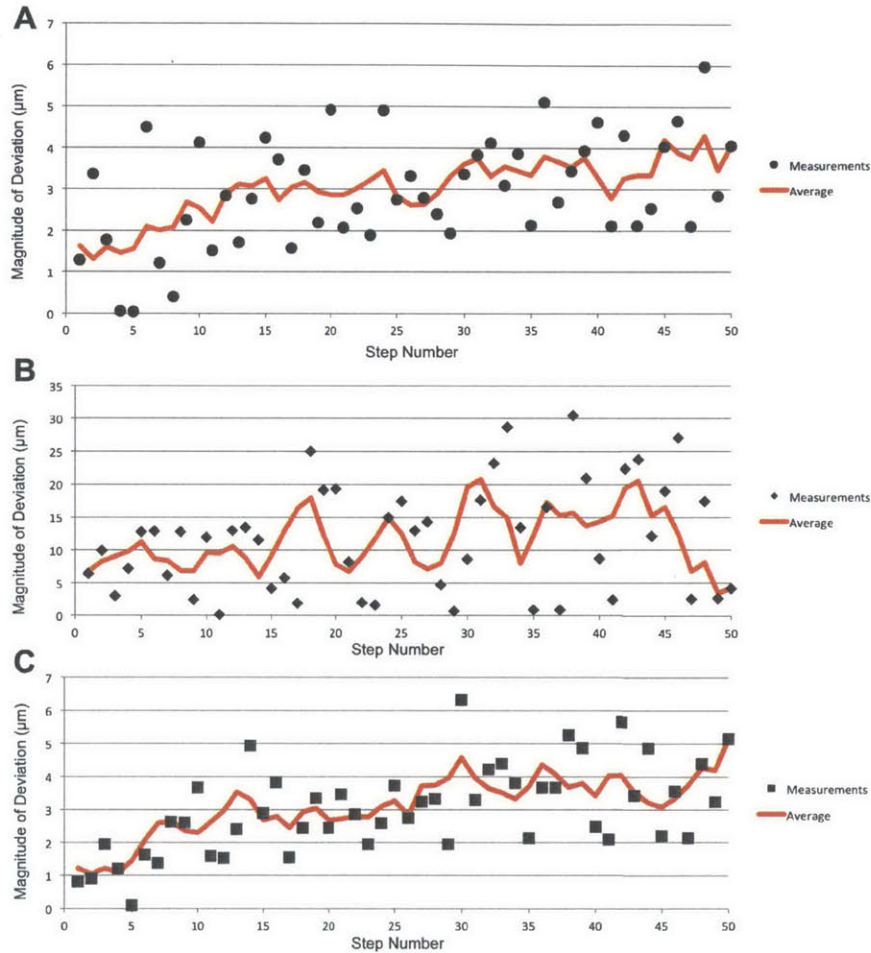 A
Magnitude of Deviation (µm)
7
6
5
4
3
2
1
0
0 5 10 15 20 25 30 35 40 45 50
Step Number
Measurements
Average
B
Magnitude of Deviation (µm)
35
30
25
20
15
10
5
0
0 5 10 15 20 25 30 35 40 45 50
Step Number
Measurements
Average
C
Magnitude of Deviation (µm)
7
6
5
4
3
2
1
0
0 5 10 15 20 25 30 35 40 45 50
Step Number
Measurements
Average